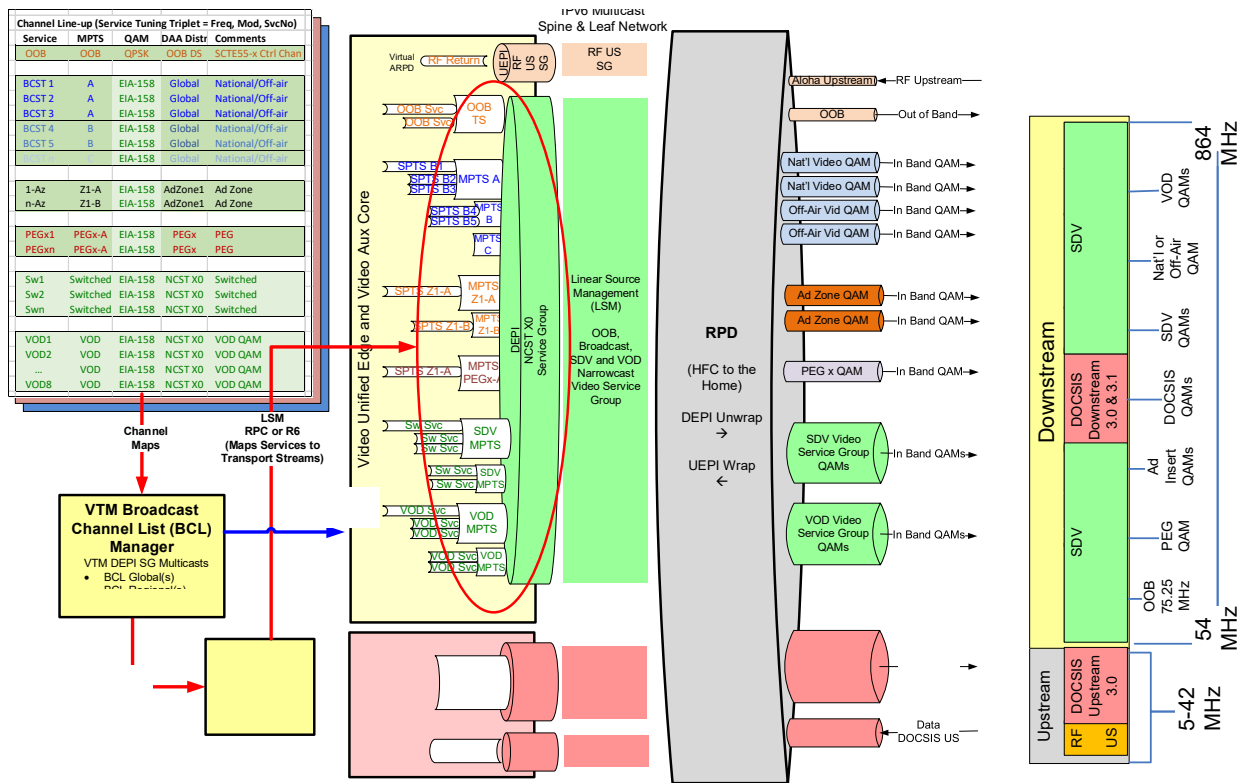 Channel Line-up (Service Tuning Triplet = Freq, Mod, SvcNo)
Service MPTS QAM DAA Distr Comments
OOB OOB QPSK OOB DS SCTE55-x Ctrl Chan
BCST 1 A EIA-158 Global National/Off-air
BCST 2 A EIA-158 Global National/Off-air
BCST 3 A EIA-158 Global National/Off-air
BCST 4 B EIA-158 Global National/Off-air
BCST 5 B EIA-158 Global National/Off-air
C EIA-158 Global National/Off-air
1-Az Z1-A EIA-158 AdZone1 Ad Zone
n-Az Z1-B EIA-158 AdZone1 Ad Zone
PEGx1 PEGx-A EIA-158 PEGx PEG
PEGxn PEGx-A EIA-158 PEGx PEG
Sw1 Switched EIA-158 NCST X0 Switched
Sw2 Switched EIA-158 NCST X0 Switched
Swn Switched EIA-158 NCST X0 Switched
VOD1 VOD EIA-158 NCST X0 VOD QAM
VOD2 VOD EIA-158 NCST X0 VOD QAM
... VOD EIA-158 NCST X0 VOD QAM
VOD8 VOD EIA-158 NCST X0 VOD QAM
Channel
Maps
LSM
RPC or R6
(Maps Services to
Transport Streams)
VTM Broadcast
Channel List (BCL)
Manager
VTM DEPI SG Multicasts
• BCL Global(s)
BCL Regional(s)
IPv6 Multicast
Spine & Leaf Network
Video Unified Edge and Video Aux Core
Virtual
ARPD
RF Return
UEPI
RF
US
SG
RF US
SG
OOB Svc
OOB Svc
OOB
TS
SPTS B1
SPTS B2
SPTS B3
MPTS A
SPTS B4
SPTS B5
MPTS
B
MPTS
C
SPTS Z1-A
MPTS
Z1-A
SPTS Z1-B
MPTS
Z1-B
SPTS Z1-A
MPTS
PEGx-A
Sw Svc
Sw Svc
Sw Svc
SDV
MPTS
Sw Svc
Sw Svc
SDV
MPTS
VOD Svc
VOD Svc
VOD Svc
VOD
MPTS
VOD Svc
VOD Svc
VOD
MPTS
DEPI
NCST X0
Service Group
Linear Source
Management
(LSM)
OOB,
Broadcast,
SDV and VOD
Narrowcast
Video Service
Group
RPD
(HFC to the
Home)
DEPI Unwrap
→
UEPI Wrap
←
Aloha Upstream
RF Upstream
OOB
Out of Band
Nat'l Video QAM
In Band QAM
Nat'l Video QAM
In Band QAM
Off-Air Vid QAM
In Band QAM
Off-Air Vid QAM
In Band QAM
Ad Zone QAM
In Band QAM
Ad Zone QAM
In Band QAM
PEG x QAM
In Band QAM
SDV Video
Service Group
QAMs
In Band QAMs
VOD Video
Service Group
QAMs
In Band QAMs
Data
DOCSIS US
Downstream
SDV
DOCSIS
Downstream
3.0 & 3.1
SDV
Upstream
DOCSIS
Upstream
3.0
RF
US
864
MHz
VOD
QAMs
Nat'l or
Off-Air
QAM
SDV
QAMs
DOCSIS
QAMs
Ad
Insert
QAMs
PEG
QAM
OOB
75.25
MHz
54
MHz
5-42
MHz